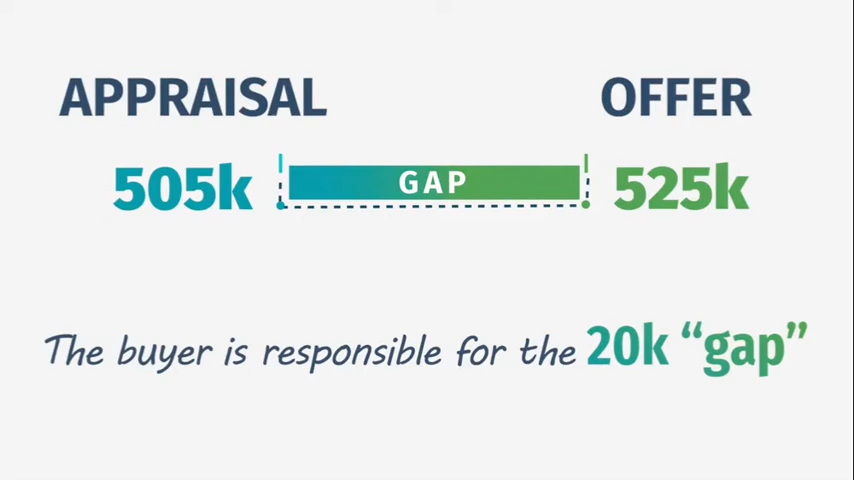 APPRAISAL OFFER
505k GAP 525k
The buyer is responsible for the 20k “gap”